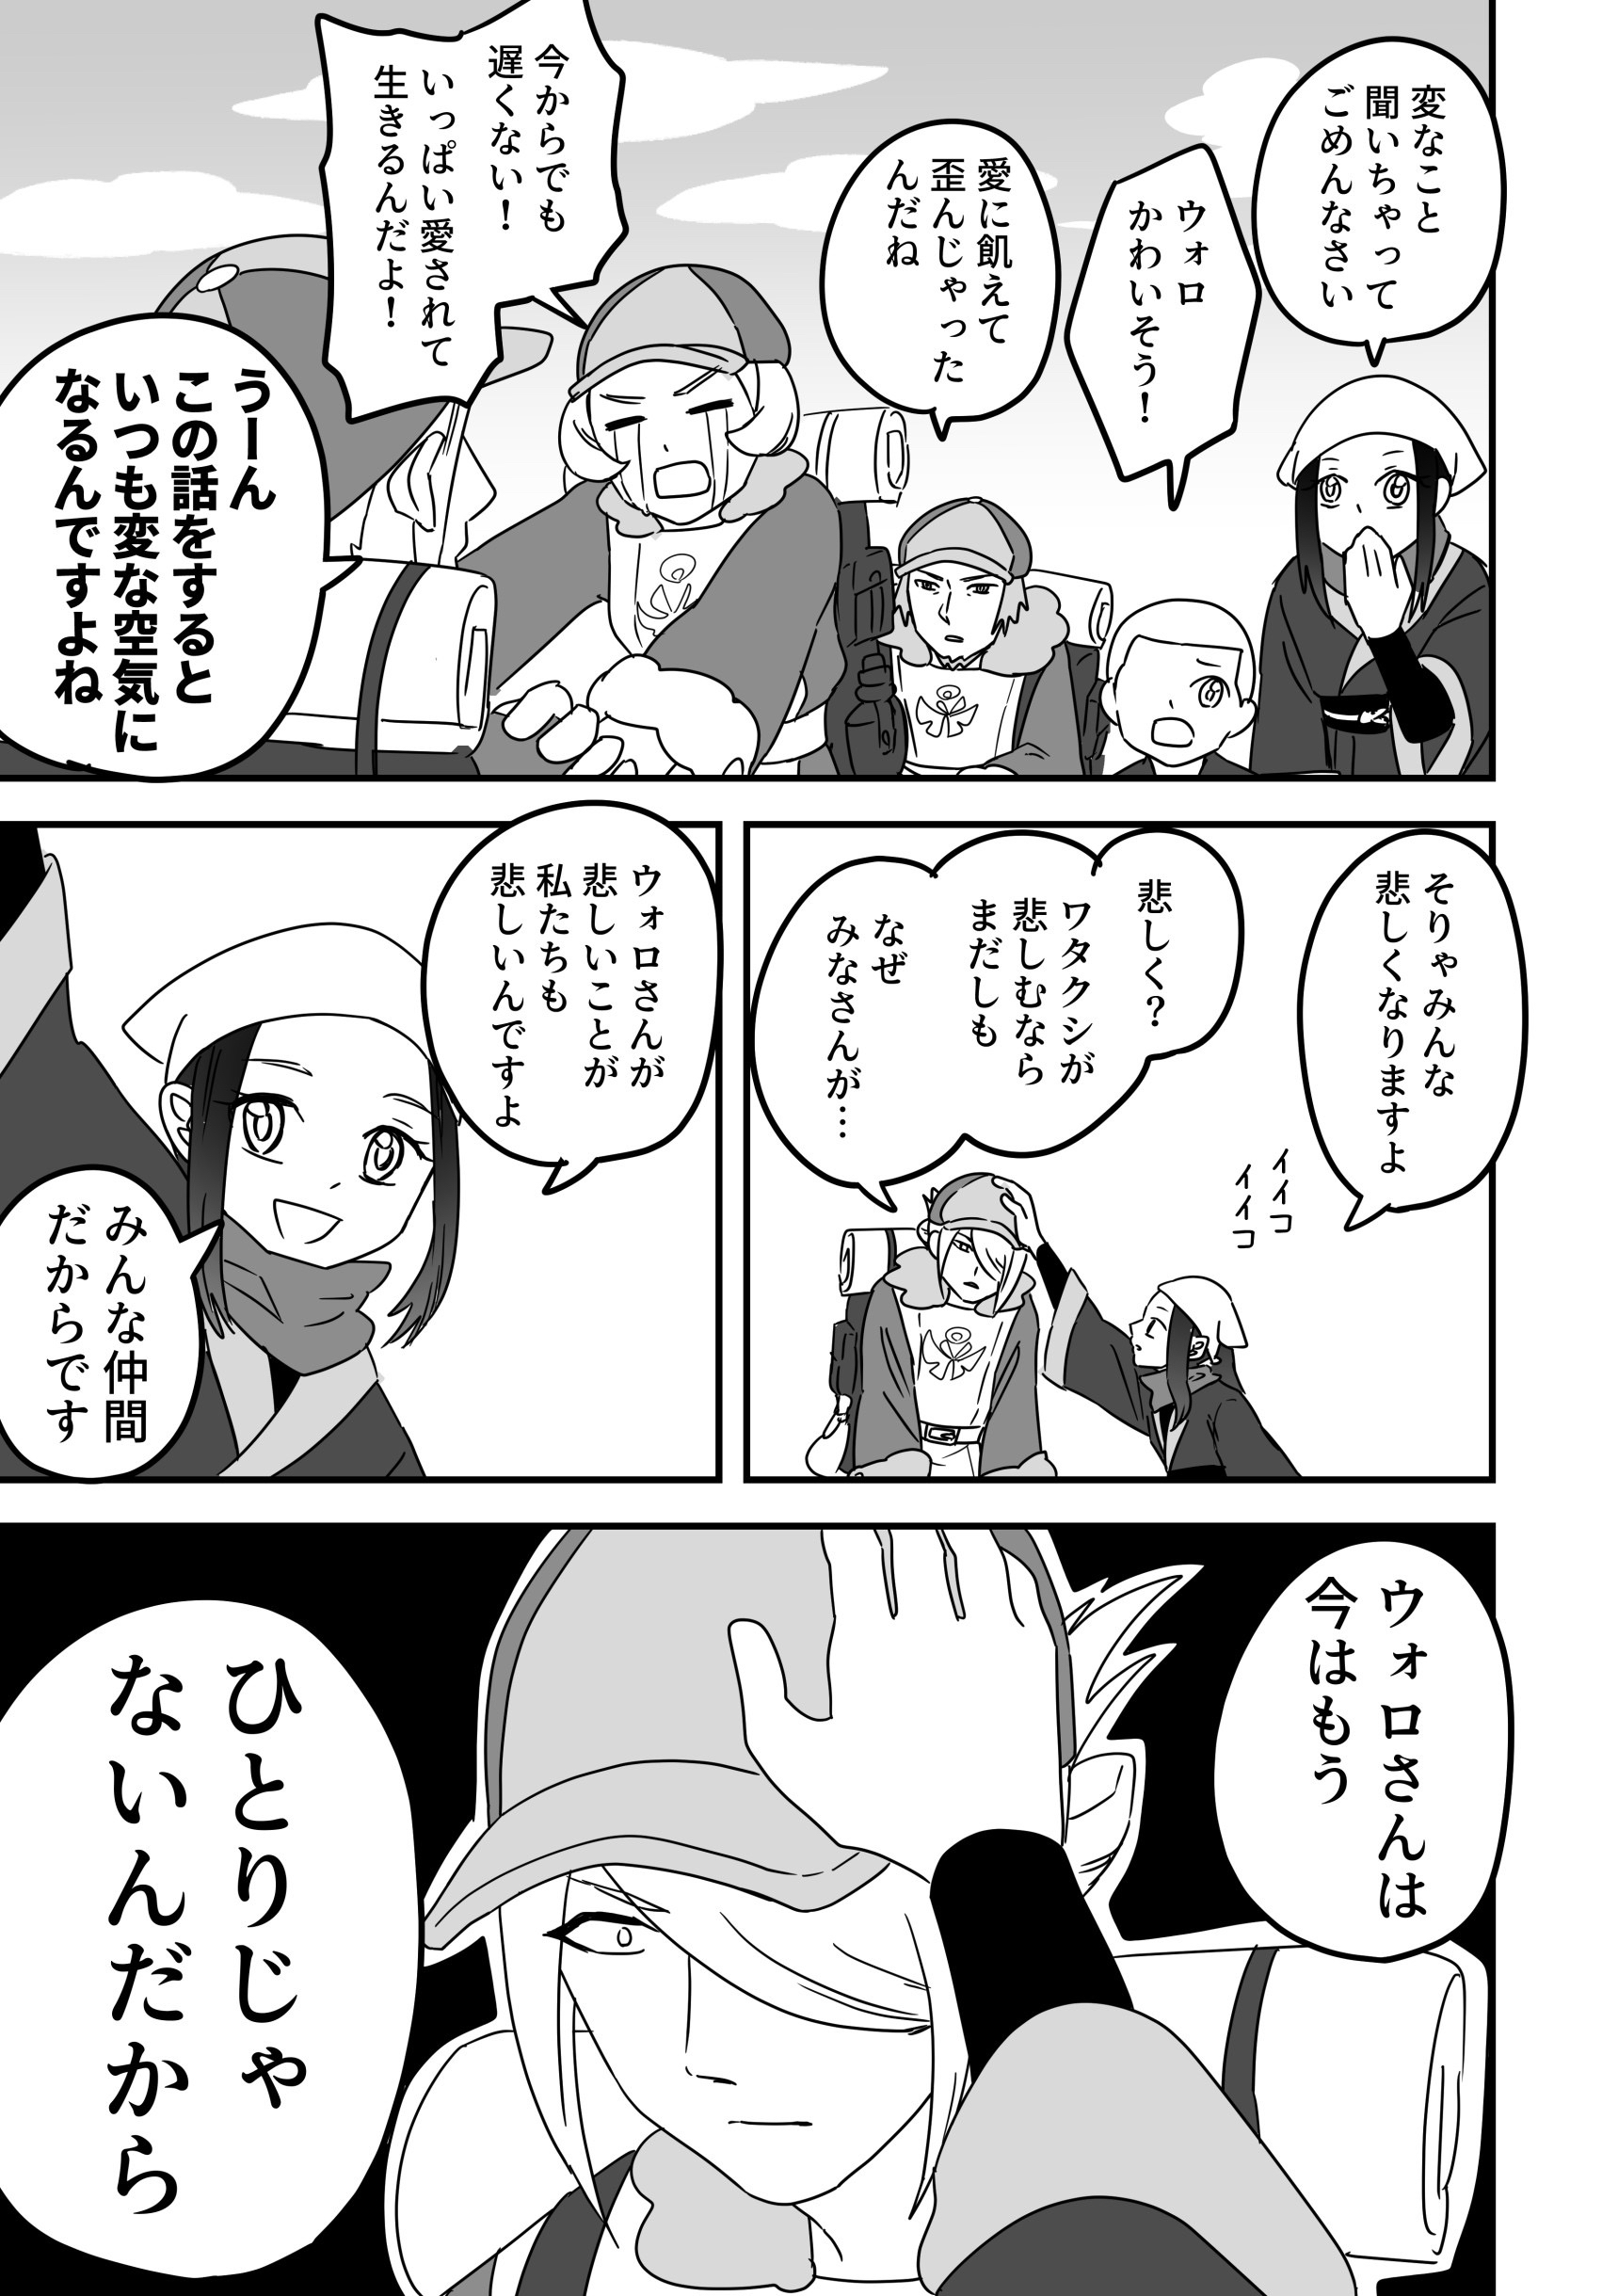 変なこと
聞いちゃって
ごめんなさい
ウォロ
かわいそう！
愛に飢えて
歪んじゃった
んだね
今からでも
遅くない！
いっぱい愛されて
生きるんだよ！
うーん
この話をすると
いつも変な空気に
なるんですよね
そりゃみんな
悲しくなりますよ
イイコ
イイコ
悲しく？
ワタクシが
悲しむなら
まだしも
なぜ
みなさんが…
ウォロさんが
悲しいことが
私たちも
悲しいんですよ
みんな仲間
だからです
ウォロさんは
今はもう
ひとりじゃ
ないんだから